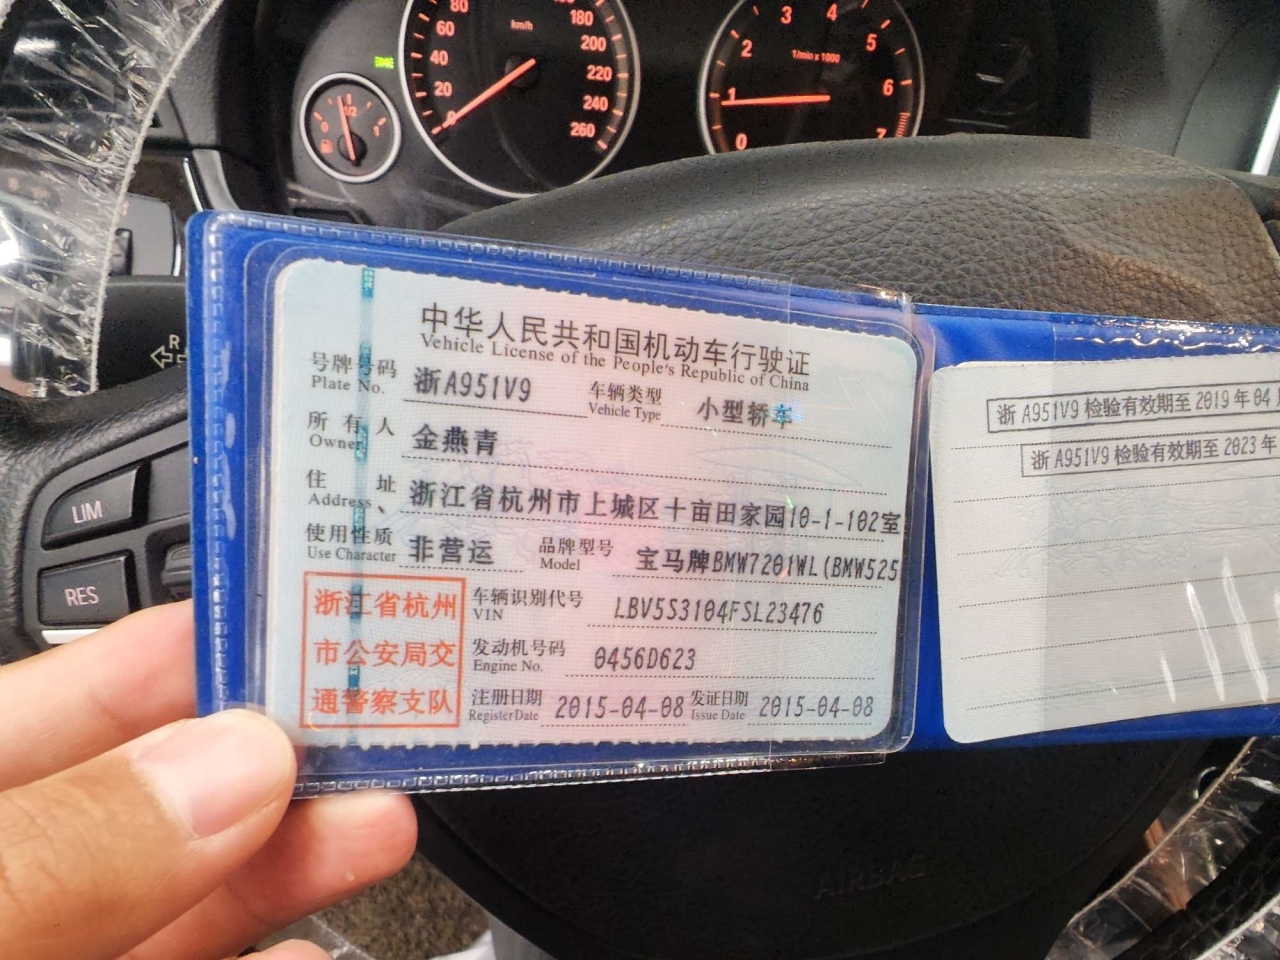 80
60
40
20
0
km/h
180
200
220
240
260
0
1/2
1
0
1
2
3
4
5
6
7
1/min x 1000
R
LIM
RES
中华人民共和国机动车行驶证
Vehicle License of the People's Republic of China
号牌号码 浙A951V9 车辆类型 小型轿车
Plate No. Vehicle Type
所有人 金燕青
Owner
住址 浙江省杭州市上城区十亩田家园10-1-102室
Address
使用性质 非营运 品牌型号 宝马牌BMW7201WL(BMW525
Use Character Model
浙江省杭州
市公安局交
通警察支队
车辆识别代号 LBV5S3104FSL23476
VIN
发动机号码 0456D623
Engine No.
注册日期 2015-04-08 发证日期 2015-04-08
Register Date Issue Date
浙A951V9 检验有效期至 2019年04
浙A951V9 检验有效期至 2023年
AIRBAG